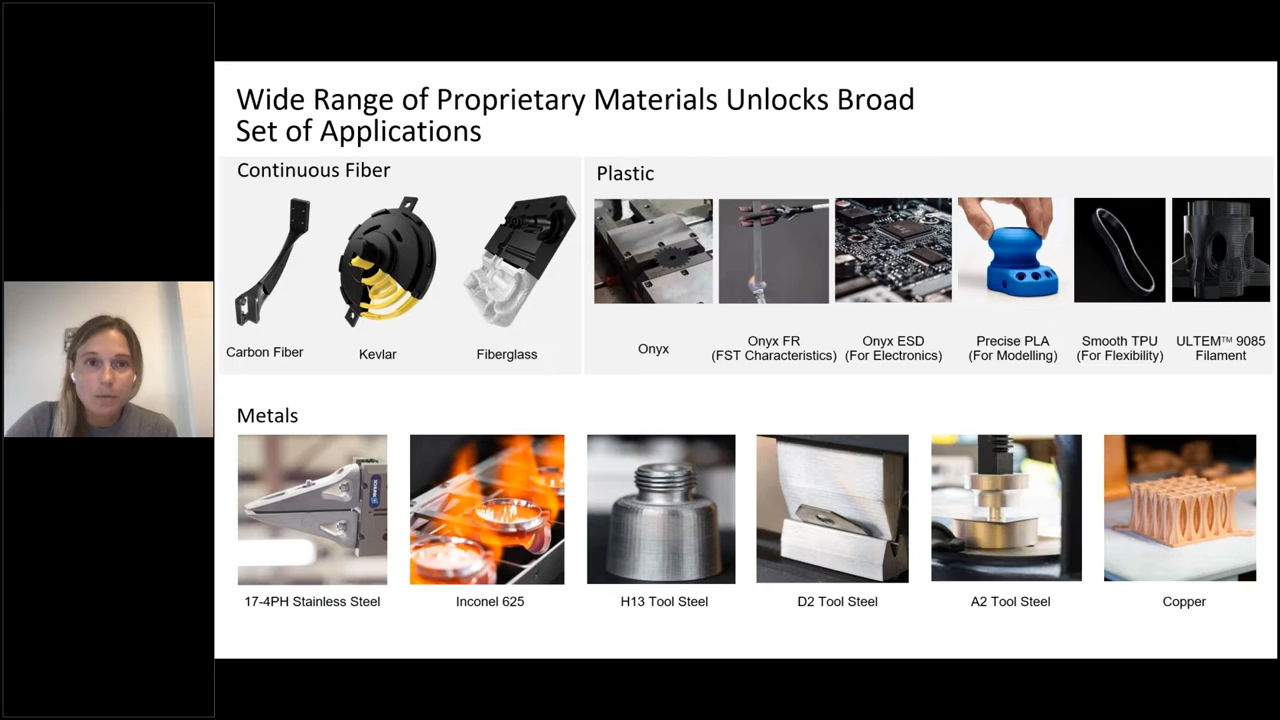 Wide Range of Proprietary Materials Unlocks Broad
Set of Applications
Continuous Fiber
Carbon Fiber
Kevlar
Fiberglass
Plastic
Onyx
Onyx FR
(FST Characteristics)
Onyx ESD
(For Electronics)
Precise PLA
(For Modelling)
Smooth TPU
(For Flexibility)
ULTEM™ 9085
Filament
Metals
17-4PH Stainless Steel
Inconel 625
H13 Tool Steel
D2 Tool Steel
A2 Tool Steel
Copper